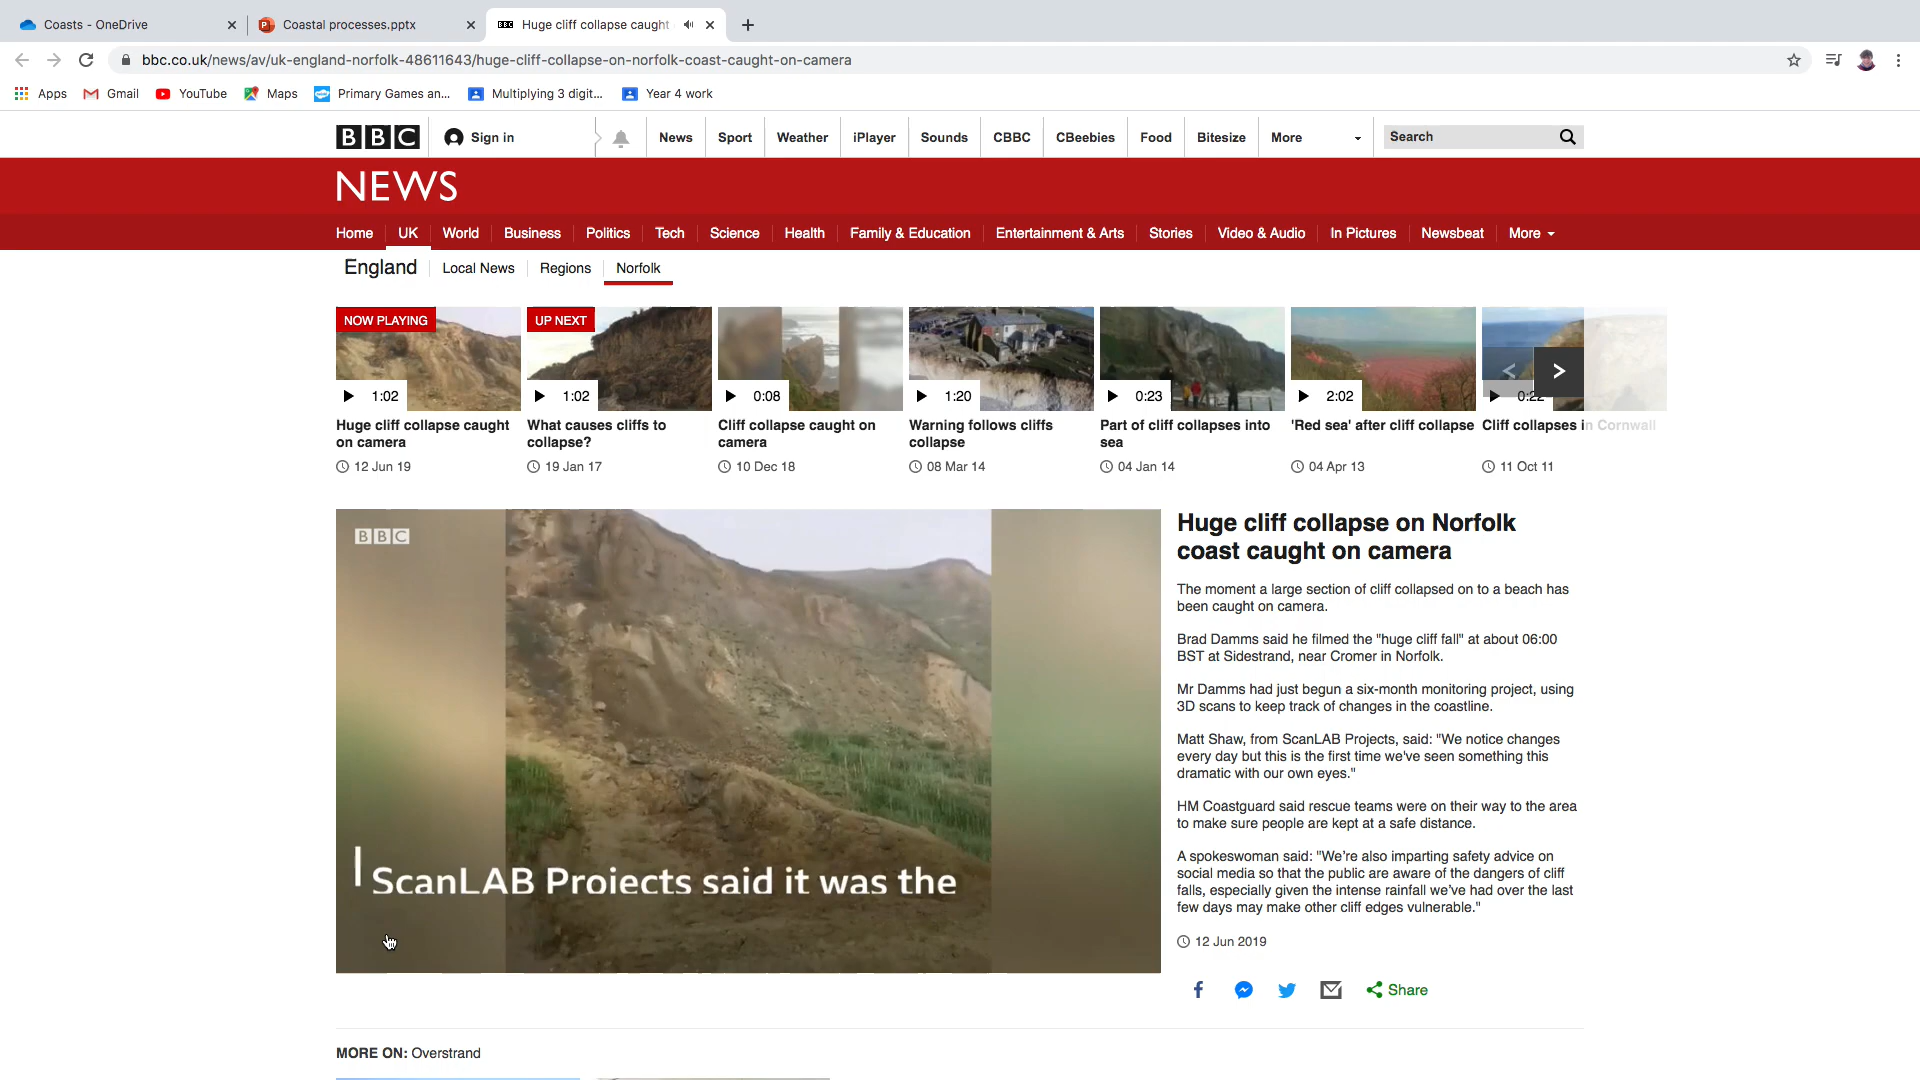 Coasts - OneDrive
Coastal processes.pptx
BBC Huge cliff collapse caught
bbc.co.uk/news/av/uk-england-norfolk-48611643/huge-cliff-collapse-on-norfolk-coast-caught-on-camera
Apps Gmail YouTube Maps Primary Games an... Multiplying 3 digit... Year 4 work
BBC Sign in News Sport Weather iPlayer Sounds CBBC CBeebies Food Bitesize More Search
NEWS
Home UK World Business Politics Tech Science Health Family & Education Entertainment & Arts Stories Video & Audio In Pictures Newsbeat More
England Local News Regions Norfolk
NOW PLAYING UP NEXT
1:02 1:02 0:08 1:20 0:23 2:02 0:22
Huge cliff collapse caught
on camera
12 Jun 19
What causes cliffs to
collapse?
19 Jan 17
Cliff collapse caught on
camera
10 Dec 18
Warning follows cliffs
collapse
08 Mar 14
Part of cliff collapses into
sea
04 Jan 14
'Red sea' after cliff collapse
04 Apr 13
Cliff collapses in Cornwall
11 Oct 11
BBC
ScanLAB Projects said it was the
Huge cliff collapse on Norfolk
coast caught on camera
The moment a large section of cliff collapsed on to a beach has
been caught on camera.
Brad Damms said he filmed the "huge cliff fall" at about 06:00
BST at Sidestrand, near Cromer in Norfolk.
Mr Damms had just begun a six-month monitoring project, using
3D scans to keep track of changes in the coastline.
Matt Shaw, from ScanLAB Projects, said: "We notice changes
every day but this is the first time we've seen something this
dramatic with our own eyes."
HM Coastguard said rescue teams were on their way to the area
to make sure people are kept at a safe distance.
A spokeswoman said: "We're also imparting safety advice on
social media so that the public are aware of the dangers of cliff
falls, especially given the intense rainfall we've had over the last
few days may make other cliff edges vulnerable."
12 Jun 2019
Share
MORE ON: Overstrand